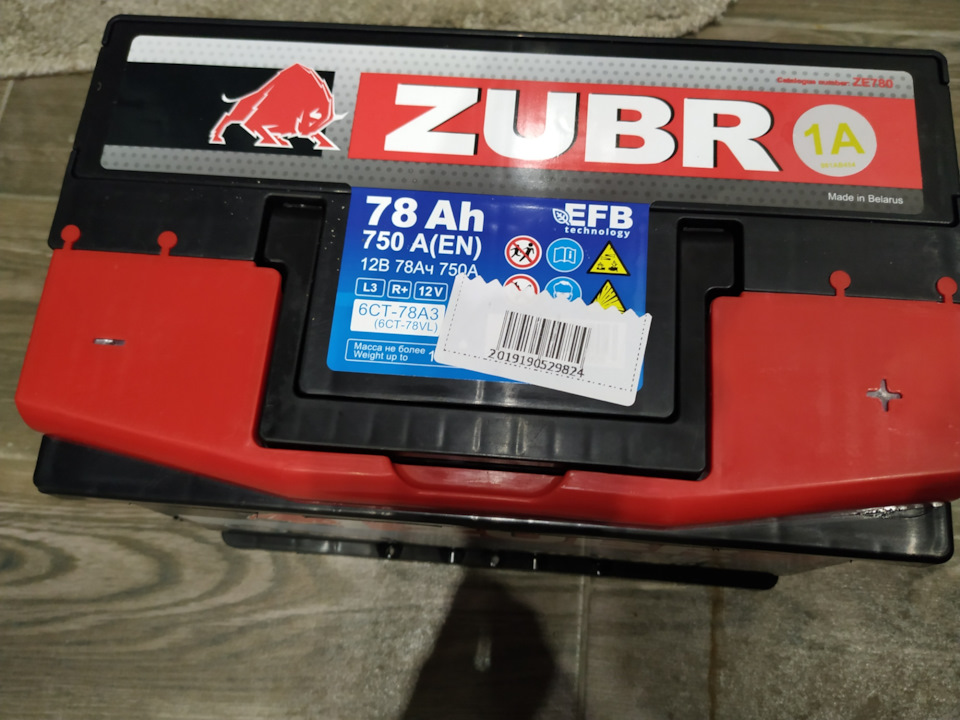 Catalogue number: ZE780
ZUBR
1A
Made in Belarus
78 Ah
750 A(EN)
12В 78Ач 750А
L3 R+ 12V
6СТ-78А3
(6СТ-78VL)
Масса не более
Weight up to
EFB
technology
2019190529824
-
+